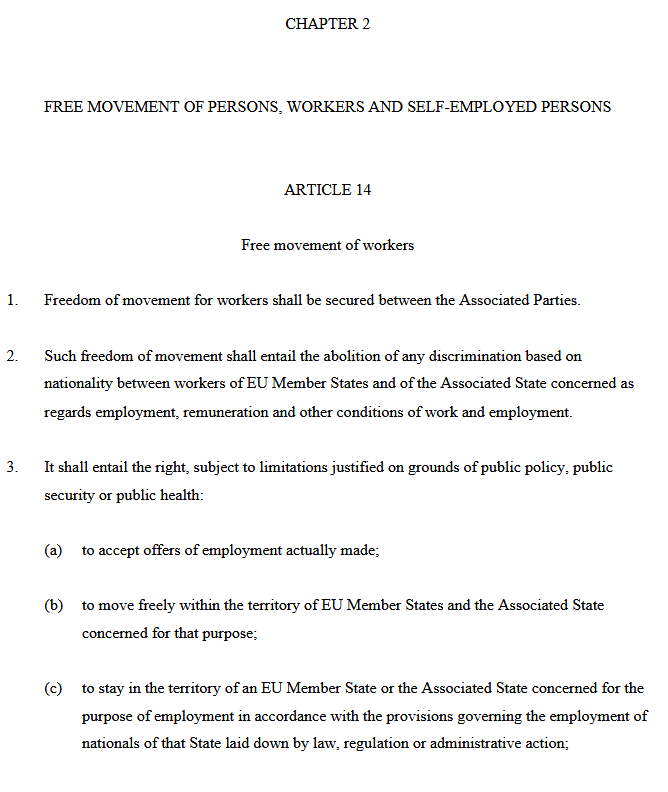 CHAPTER 2
FREE MOVEMENT OF PERSONS, WORKERS AND SELF-EMPLOYED PERSONS
ARTICLE 14
Free movement of workers
1. Freedom of movement for workers shall be secured between the Associated Parties.
2. Such freedom of movement shall entail the abolition of any discrimination based on
nationality between workers of EU Member States and of the Associated State concerned as
regards employment, remuneration and other conditions of work and employment.
3. It shall entail the right, subject to limitations justified on grounds of public policy, public
security or public health:
(a) to accept offers of employment actually made;
(b) to move freely within the territory of EU Member States and the Associated State
concerned for that purpose;
(c) to stay in the territory of an EU Member State or the Associated State concerned for the
purpose of employment in accordance with the provisions governing the employment of
nationals of that State laid down by law, regulation or administrative action;